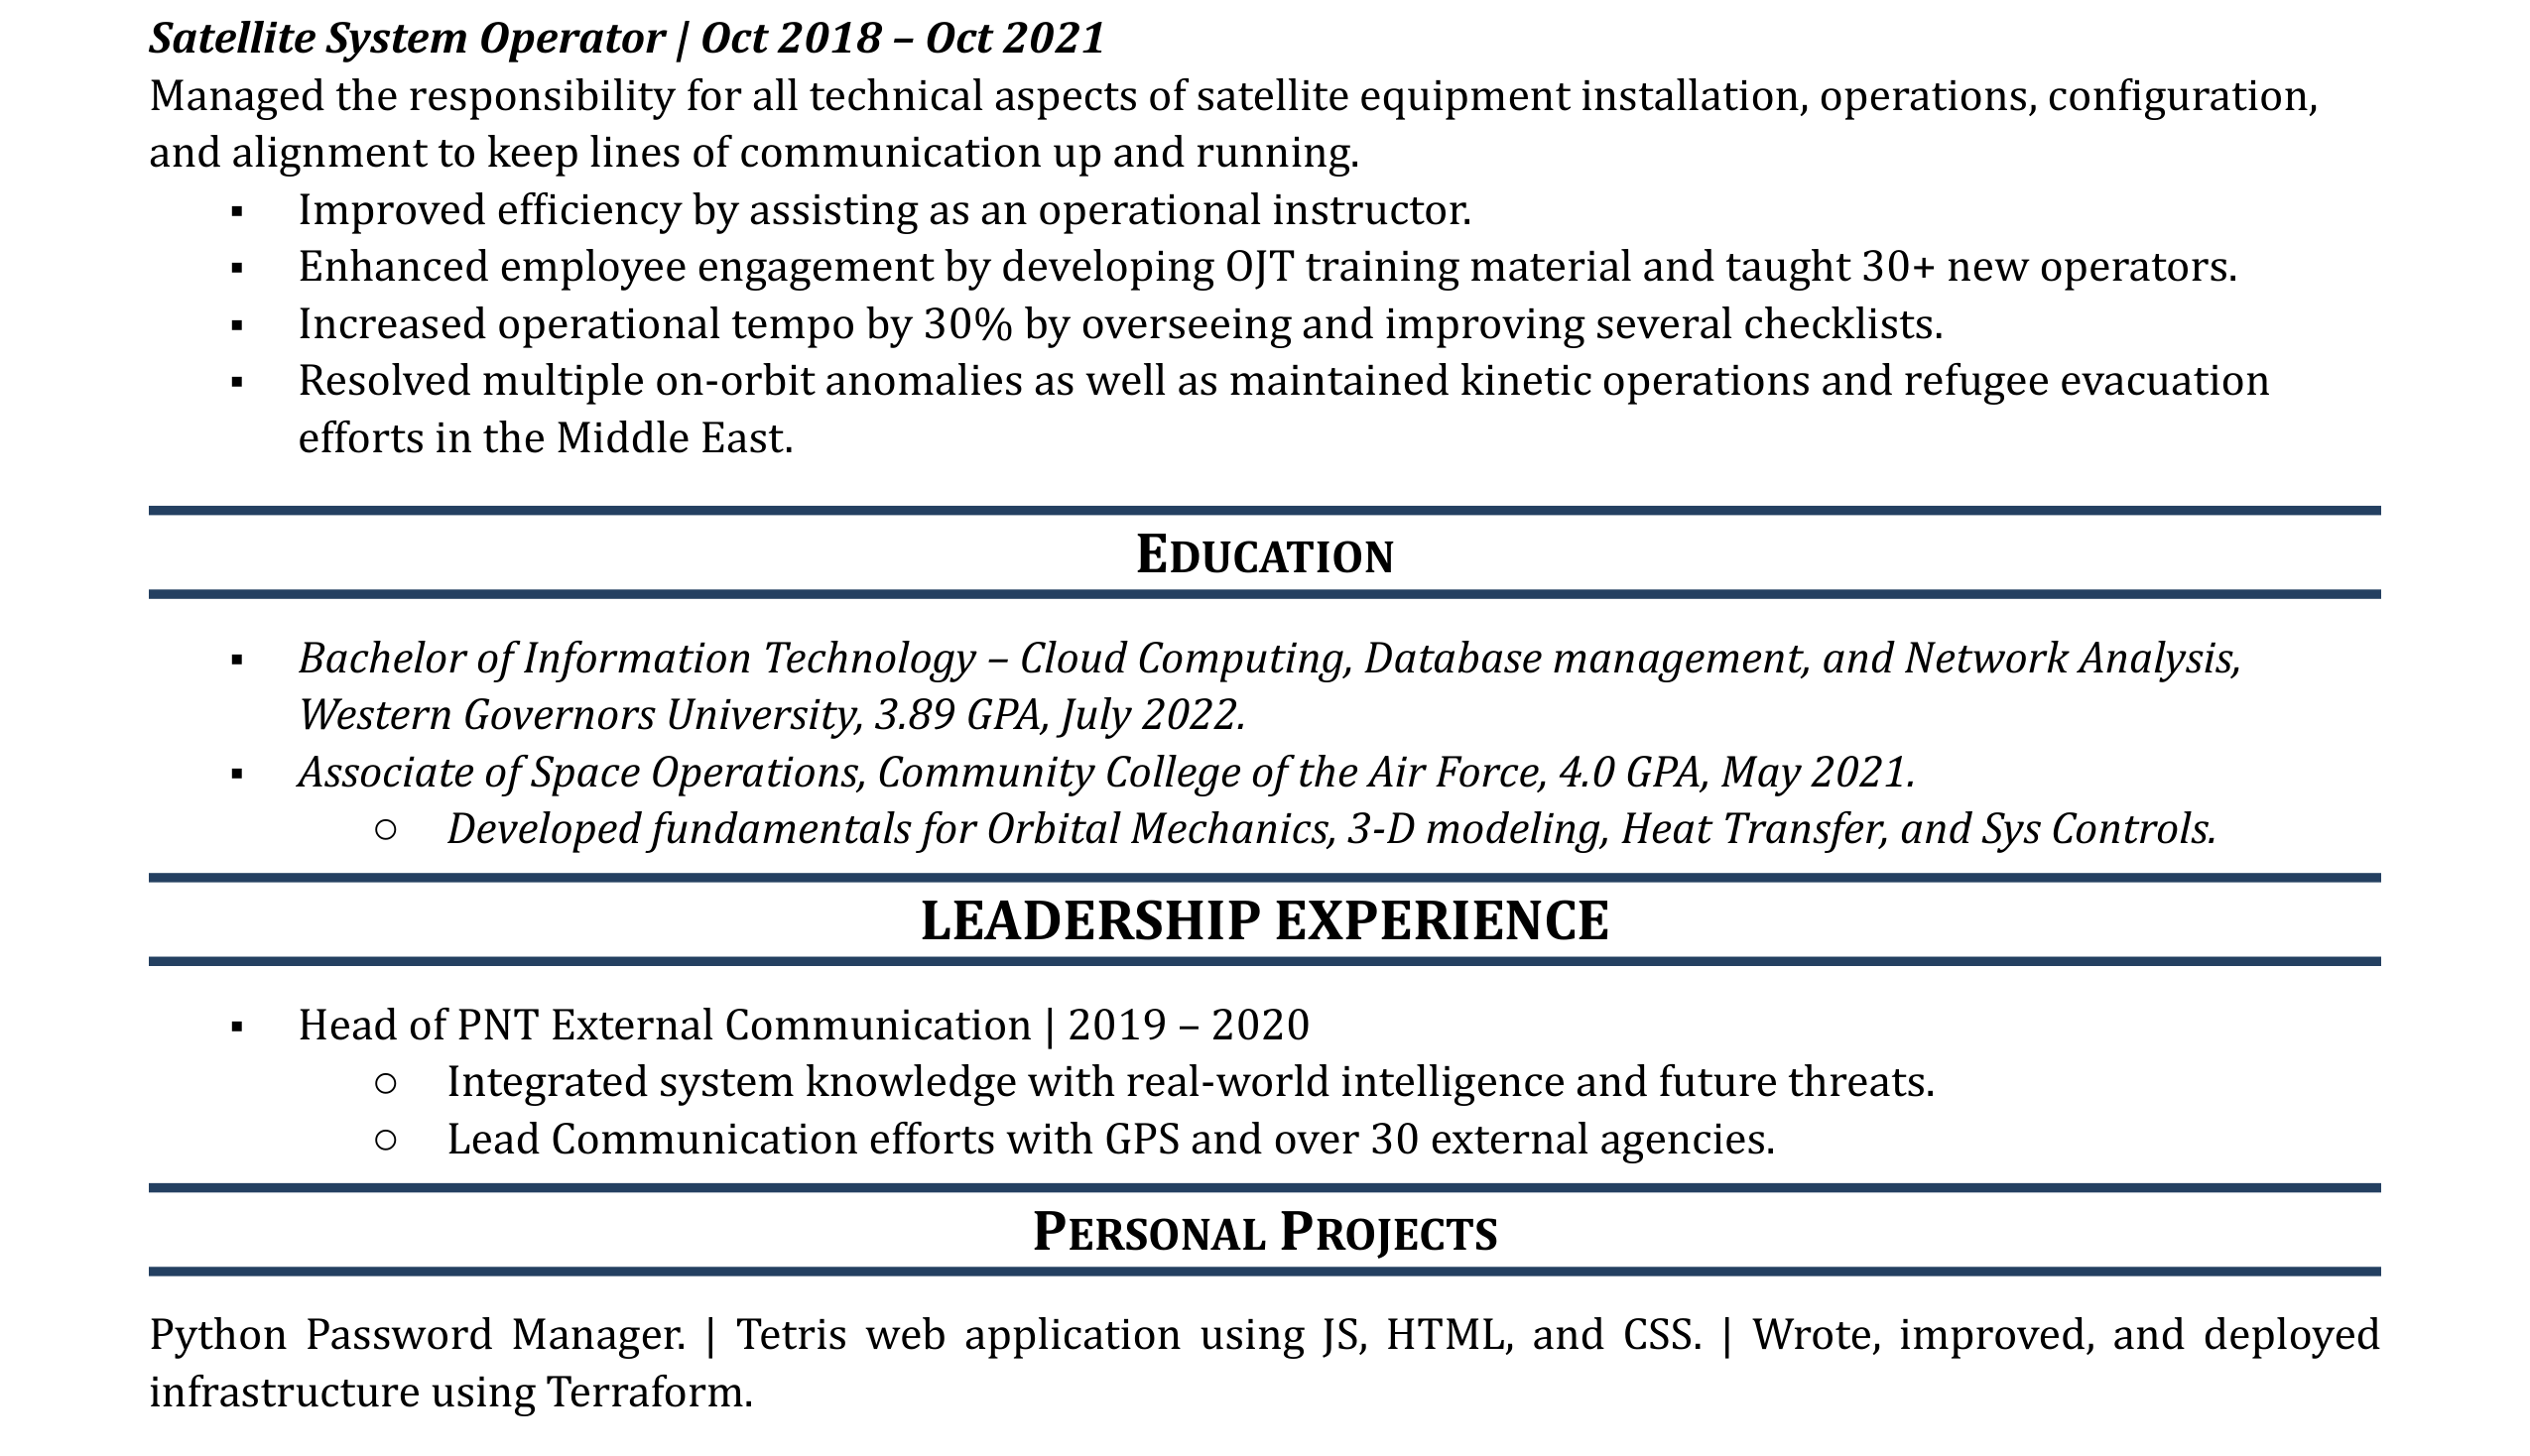 Satellite System Operator | Oct 2018 – Oct 2021
Managed the responsibility for all technical aspects of satellite equipment installation, operations, configuration,
and alignment to keep lines of communication up and running.
▪ Improved efficiency by assisting as an operational instructor.
▪ Enhanced employee engagement by developing OJT training material and taught 30+ new operators.
▪ Increased operational tempo by 30% by overseeing and improving several checklists.
▪ Resolved multiple on-orbit anomalies as well as maintained kinetic operations and refugee evacuation
efforts in the Middle East.
EDUCATION
▪ Bachelor of Information Technology – Cloud Computing, Database management, and Network Analysis,
Western Governors University, 3.89 GPA, July 2022.
▪ Associate of Space Operations, Community College of the Air Force, 4.0 GPA, May 2021.
○ Developed fundamentals for Orbital Mechanics, 3-D modeling, Heat Transfer, and Sys Controls.
LEADERSHIP EXPERIENCE
▪ Head of PNT External Communication | 2019 – 2020
○ Integrated system knowledge with real-world intelligence and future threats.
○ Lead Communication efforts with GPS and over 30 external agencies.
PERSONAL PROJECTS
Python Password Manager. | Tetris web application using JS, HTML, and CSS. | Wrote, improved, and deployed
infrastructure using Terraform.